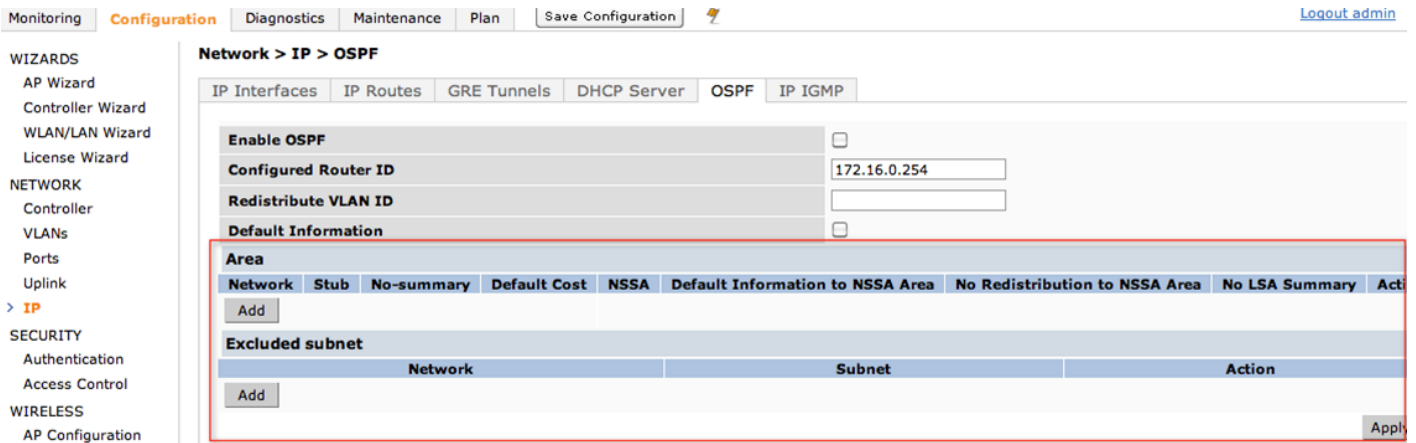 Monitoring Configuration Diagnostics Maintenance Plan Save Configuration Logout admin
WIZARDS
AP Wizard
Controller Wizard
WLAN/LAN Wizard
License Wizard
NETWORK
Controller
VLANs
Ports
Uplink
> IP
SECURITY
Authentication
Access Control
WIRELESS
AP Configuration
Network > IP > OSPF
IP Interfaces IP Routes GRE Tunnels DHCP Server OSPF IP IGMP
Enable OSPF
Configured Router ID 172.16.0.254
Redistribute VLAN ID
Default Information
Area
Network Stub No-summary Default Cost NSSA Default Information to NSSA Area No Redistribution to NSSA Area No LSA Summary Acti
Add
Excluded subnet
Network Subnet Action
Add
Apply